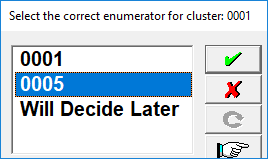 Select the correct enumerator for cluster: 0001
0001
0005
Will Decide Later